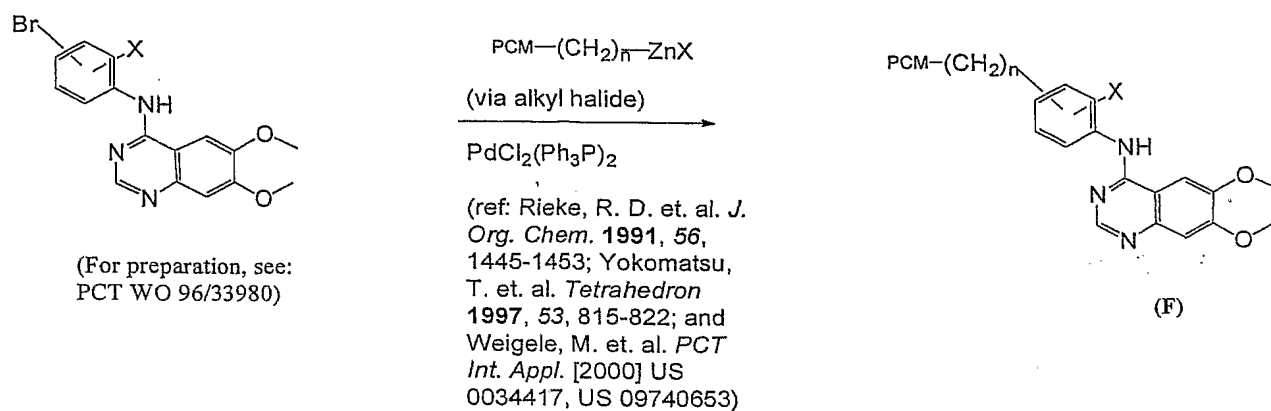 Br
X
NH
N
N
O
O
(For preparation, see:
PCT WO 96/33980)
PCM—(CH₂)n—ZnX
(via alkyl halide)
PdCl₂(Ph₃P)₂
(ref: Rieke, R. D. et. al. J.
Org. Chem. 1991, 56,
1445-1453; Yokomatsu,
T. et. al. Tetrahedron
1997, 53, 815-822; and
Weigele, M. et. al. PCT
Int. Appl. [2000] US
0034417, US 09740653)
PCM—(CH₂)n
X
NH
N
N
O
O
(F)